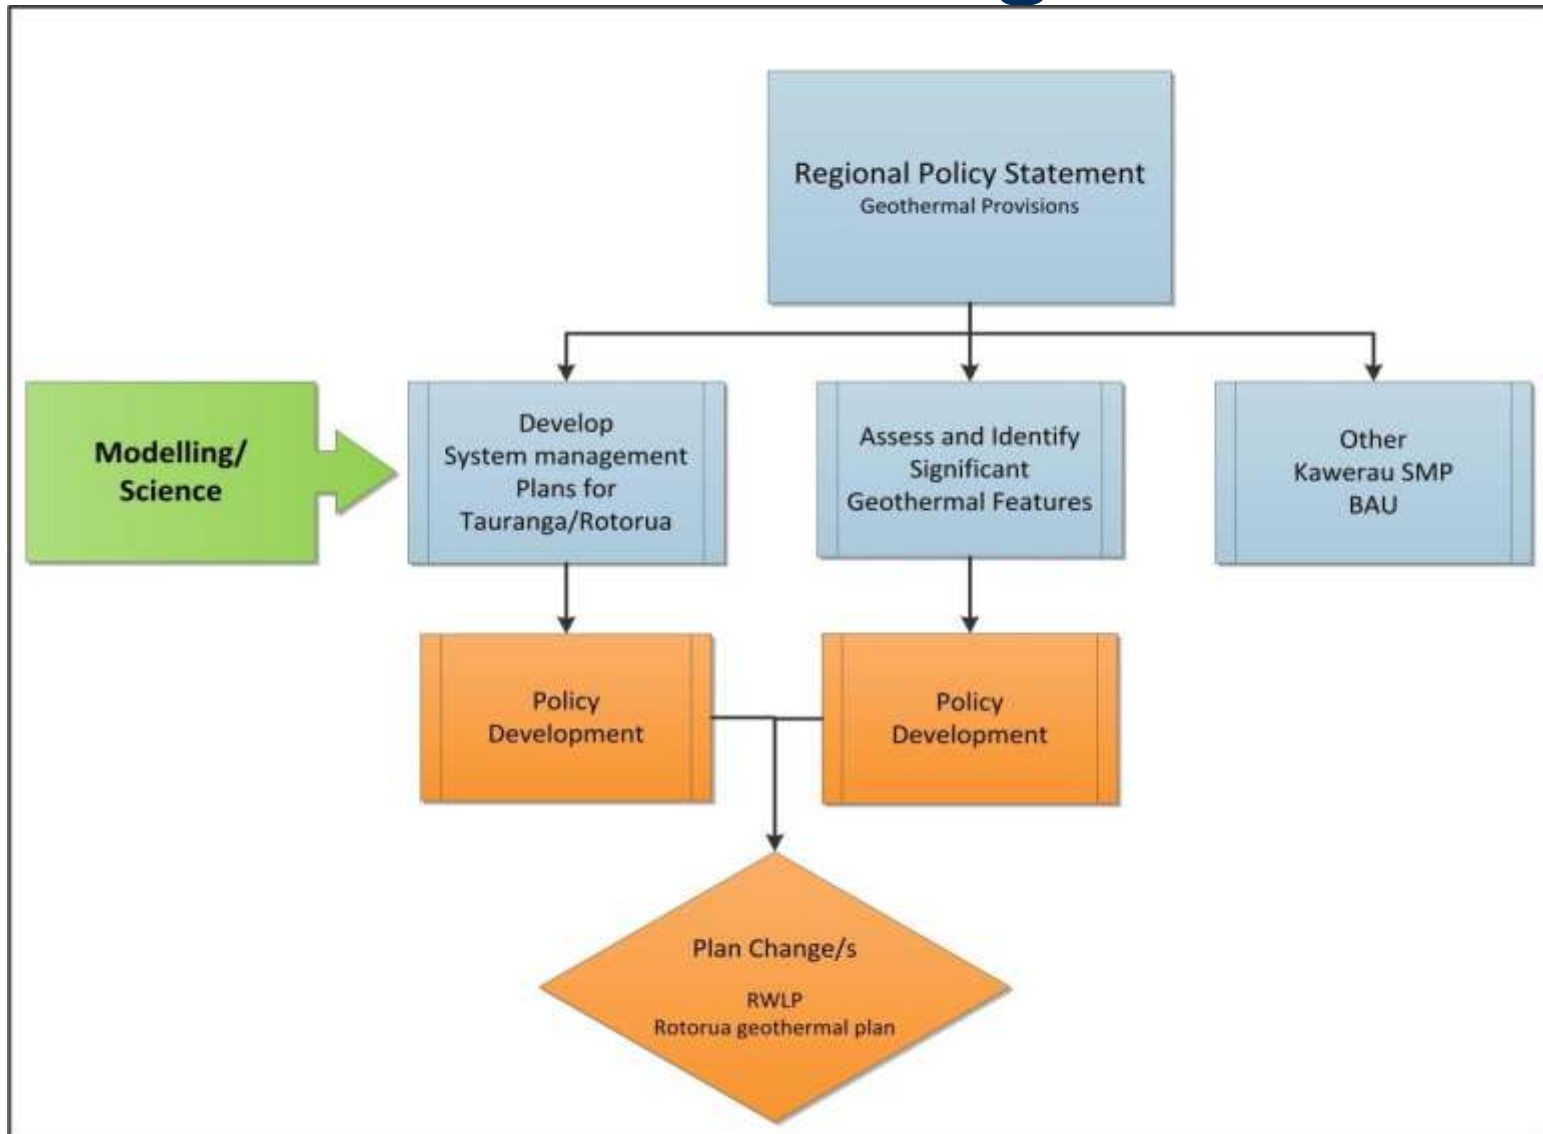 Regional Policy Statement
Geothermal Provisions
Modelling/
Science
Develop
System management
Plans for
Tauranga/Rotorua
Assess and Identify
Significant
Geothermal Features
Other
Kawerau SMP
BAU
Policy
Development
Policy
Development
Plan Change/s
RWLP
Rotorua geothermal plan